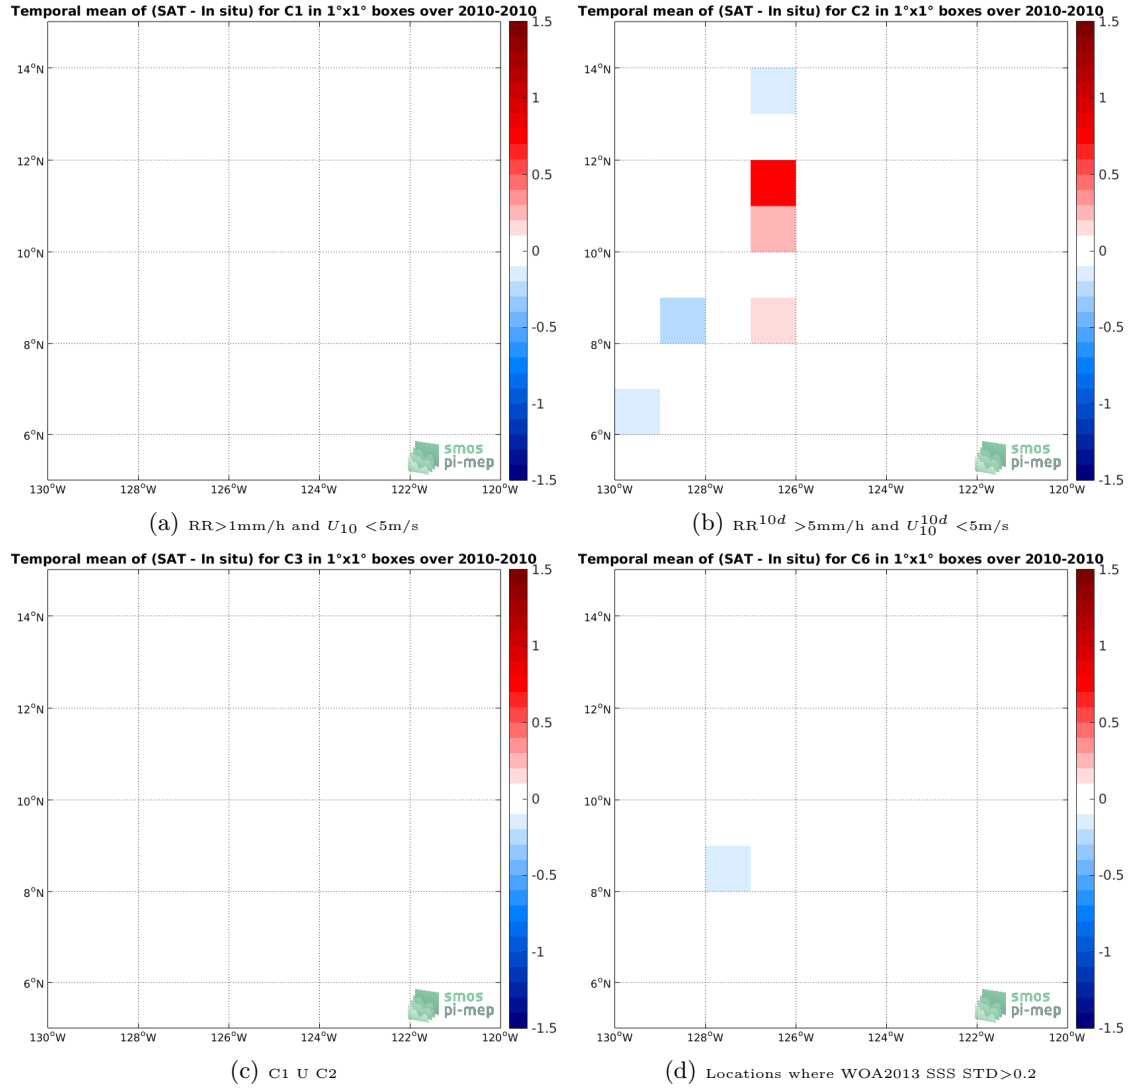 Temporal mean of (SAT - In situ) for C1 in 1°x1° boxes over 2010-2010
1.5
1
0.5
0
-0.5
-1
-1.5
14°N
12°N
10°N
8°N
6°N
130°W 128°W 126°W 124°W 122°W 120°W
smos
pi-mep
(a) RR>1mm/h and U10 <5m/s
Temporal mean of (SAT - In situ) for C2 in 1°x1° boxes over 2010-2010
1.5
1
0.5
0
-0.5
-1
-1.5
14°N
12°N
10°N
8°N
6°N
130°W 128°W 126°W 124°W 122°W 120°W
smos
pi-mep
(b) RR^10d >5mm/h and U_10^10d <5m/s
Temporal mean of (SAT - In situ) for C3 in 1°x1° boxes over 2010-2010
1.5
1
0.5
0
-0.5
-1
-1.5
14°N
12°N
10°N
8°N
6°N
130°W 128°W 126°W 124°W 122°W 120°W
smos
pi-mep
(c) C1 U C2
Temporal mean of (SAT - In situ) for C6 in 1°x1° boxes over 2010-2010
1.5
1
0.5
0
-0.5
-1
-1.5
14°N
12°N
10°N
8°N
6°N
130°W 128°W 126°W 124°W 122°W 120°W
smos
pi-mep
(d) Locations where WOA2013 SSS STD>0.2